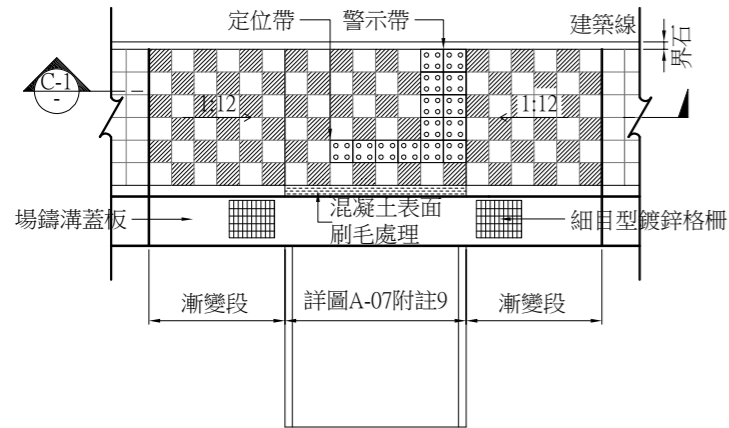 定位帶
警示帶
建築線
界石
C-1
-
1:12
1:12
場鑄溝蓋板
混凝土表面
刷毛處理
細目型鍍鋅格柵
漸變段
詳圖A-07附註9
漸變段